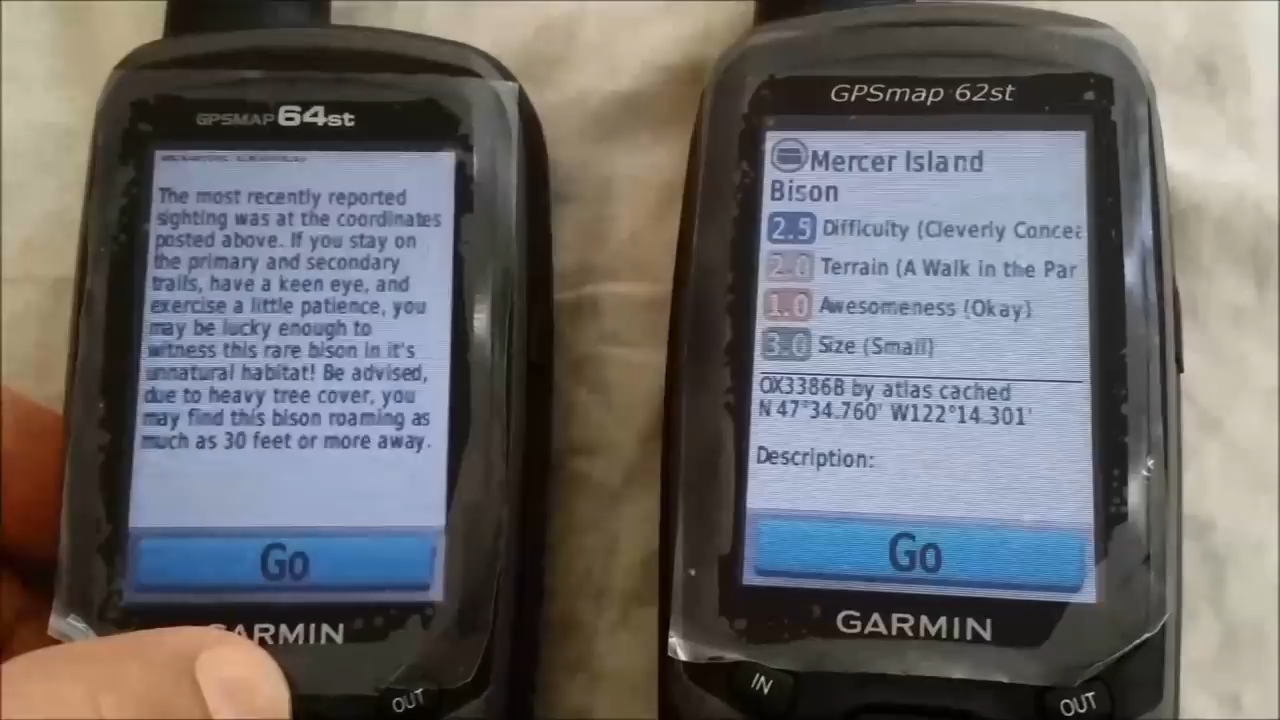 GPSMAP 64st
The most recently reported
sighting was at the coordinates
posted above. If you stay on
the primary and secondary
trails, have a keen eye, and
exercise a little patience, you
may be lucky enough to
witness this rare bison in it's
unnatural habitat! Be advised,
due to heavy tree cover, you
may find this bison roaming as
much as 30 feet or more away.
Go
GARMIN
OUT
GPSmap 62st
Mercer Island
Bison
2.5 Difficulty (Cleverly Concea
2.0 Terrain (A Walk in the Par
1.0 Awesomeness (Okay)
3.0 Size (Small)
OX3386B by atlas cached
N 47°34.760' W122°14.301'
Description:
Go
GARMIN
IN
OUT